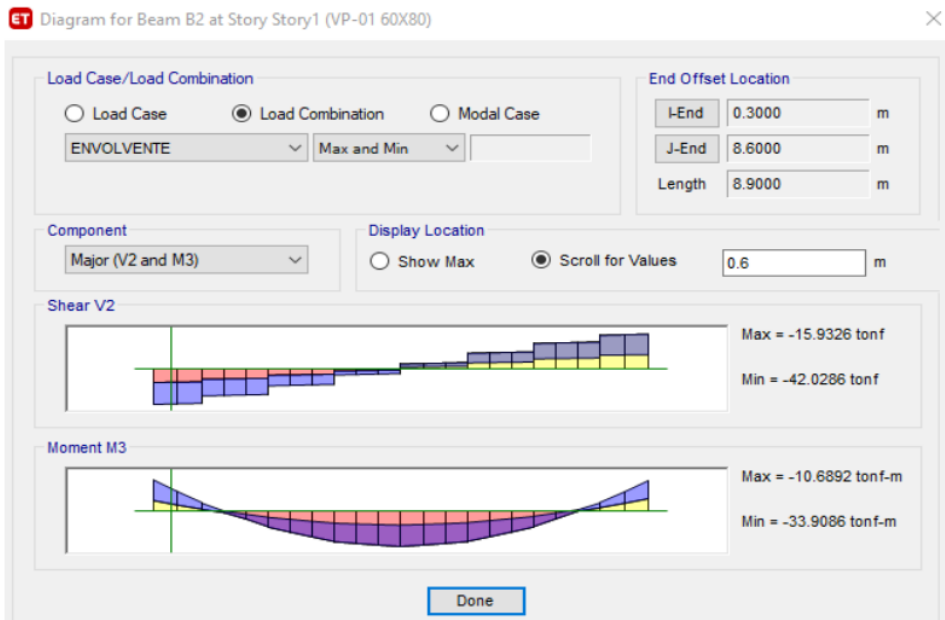 ET Diagram for Beam B2 at Story Story1 (VP-01 60X80)
Load Case/Load Combination
Load Case Load Combination Modal Case
ENVOLVENTE Max and Min
End Offset Location
I-End 0.3000 m
J-End 8.6000 m
Length 8.9000 m
Component
Major (V2 and M3)
Display Location
Show Max Scroll for Values 0.6 m
Shear V2
Max = -15.9326 tonf
Min = -42.0286 tonf
Moment M3
Max = -10.6892 tonf-m
Min = -33.9086 tonf-m
Done